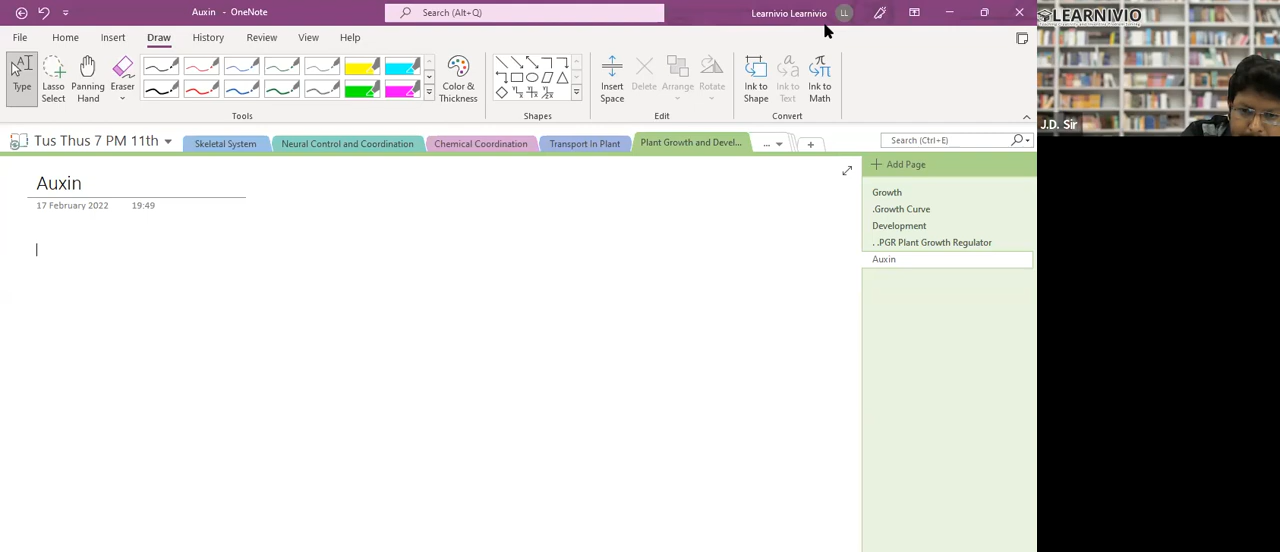 Auxin - OneNote
Search (Alt+Q)
Learnivio Learnivio
LL
LEARNIVIO
File
Home
Insert
Draw
History
Review
View
Help
Type
Lasso
Select
Panning
Hand
Eraser
Color &
Thickness
Insert
Space
Delete
Arrange
Rotate
Ink to
Shape
Ink to
Text
Ink to
Math
Tools
Shapes
Edit
Convert
J.D. Sir
Tus Thus 7 PM 11th
Skeletal System
Neural Control and Coordination
Chemical Coordination
Transport In Plant
Plant Growth and Devel...
...
Search (Ctrl+E)
Add Page
Auxin
17 February 2022 19:49
Growth
.Growth Curve
Development
. .PGR Plant Growth Regulator
Auxin